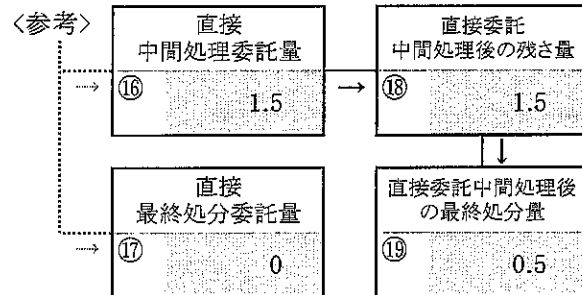 〈参考〉
直接
中間処理委託量
⑯
1.5
→
直接委託
中間処理後の残さ量
⑱
1.5
↓
直接
最終処分委託量
⑰
0
直接委託中間処理後
の最終処分量
⑲
0.5